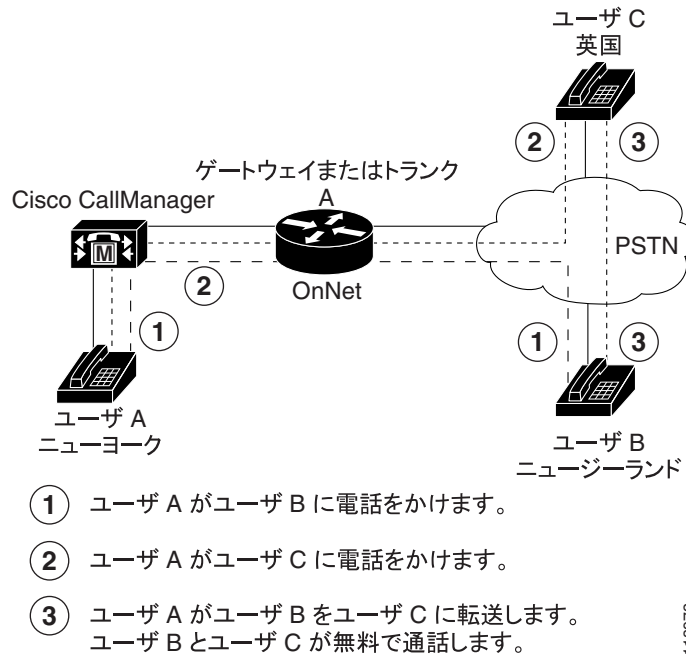 ユーザ C
英国
2
3
ゲートウェイまたはトランク
A
Cisco CallManager
M
PSTN
2
OnNet
1
1
3
ユーザ A
ニューヨーク
ユーザ B
ニュージーランド
1 ユーザ A がユーザ B に電話をかけます。
2 ユーザ A がユーザ C に電話をかけます。
3 ユーザ A がユーザ B をユーザ C に転送します。
ユーザ B とユーザ C が無料で通話します。